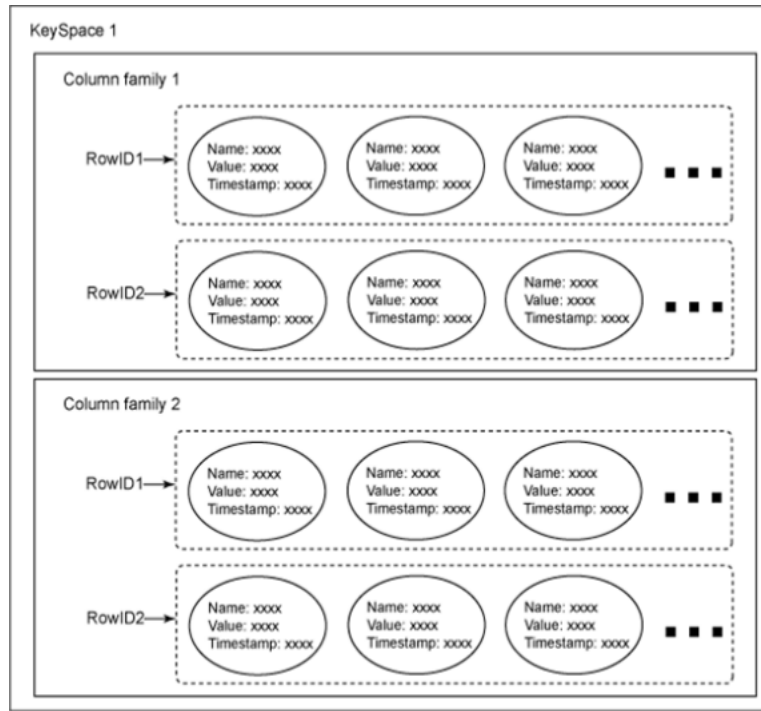 KeySpace 1
Column family 1
RowID1
Name: xxxx
Value: xxxx
Timestamp: xxxx
Name: xxxx
Value: xxxx
Timestamp: xxxx
Name: xxxx
Value: xxxx
Timestamp: xxxx
RowID2
Name: xxxx
Value: xxxx
Timestamp: xxxx
Name: xxxx
Value: xxxx
Timestamp: xxxx
Name: xxxx
Value: xxxx
Timestamp: xxxx
Column family 2
RowID1
Name: xxxx
Value: xxxx
Timestamp: xxxx
Name: xxxx
Value: xxxx
Timestamp: xxxx
Name: xxxx
Value: xxxx
Timestamp: xxxx
RowID2
Name: xxxx
Value: xxxx
Timestamp: xxxx
Name: xxxx
Value: xxxx
Timestamp: xxxx
Name: xxxx
Value: xxxx
Timestamp: xxxx